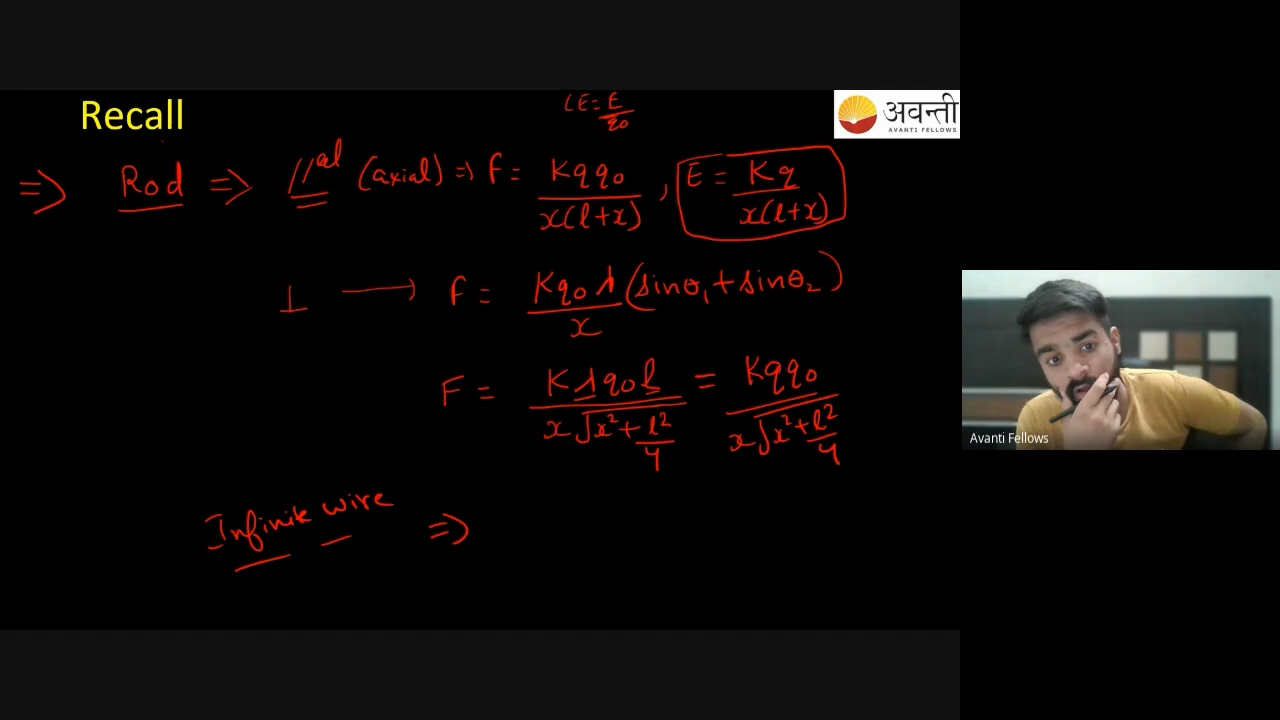 (E = E/q0
Recall
अवन्ती
AVANTI FELLOWS
=> Rod => //al (axial) => F = Kqq0/x(l+x) , E = Kq/x(l+x)
⊥ → F = Kq0λ/x (sinθ1 + sinθ2)
F = Kλq0l/x√x²+l²/4 = Kqq0/x√x²+l²/4
Infinite wire =>
Avanti Fellows